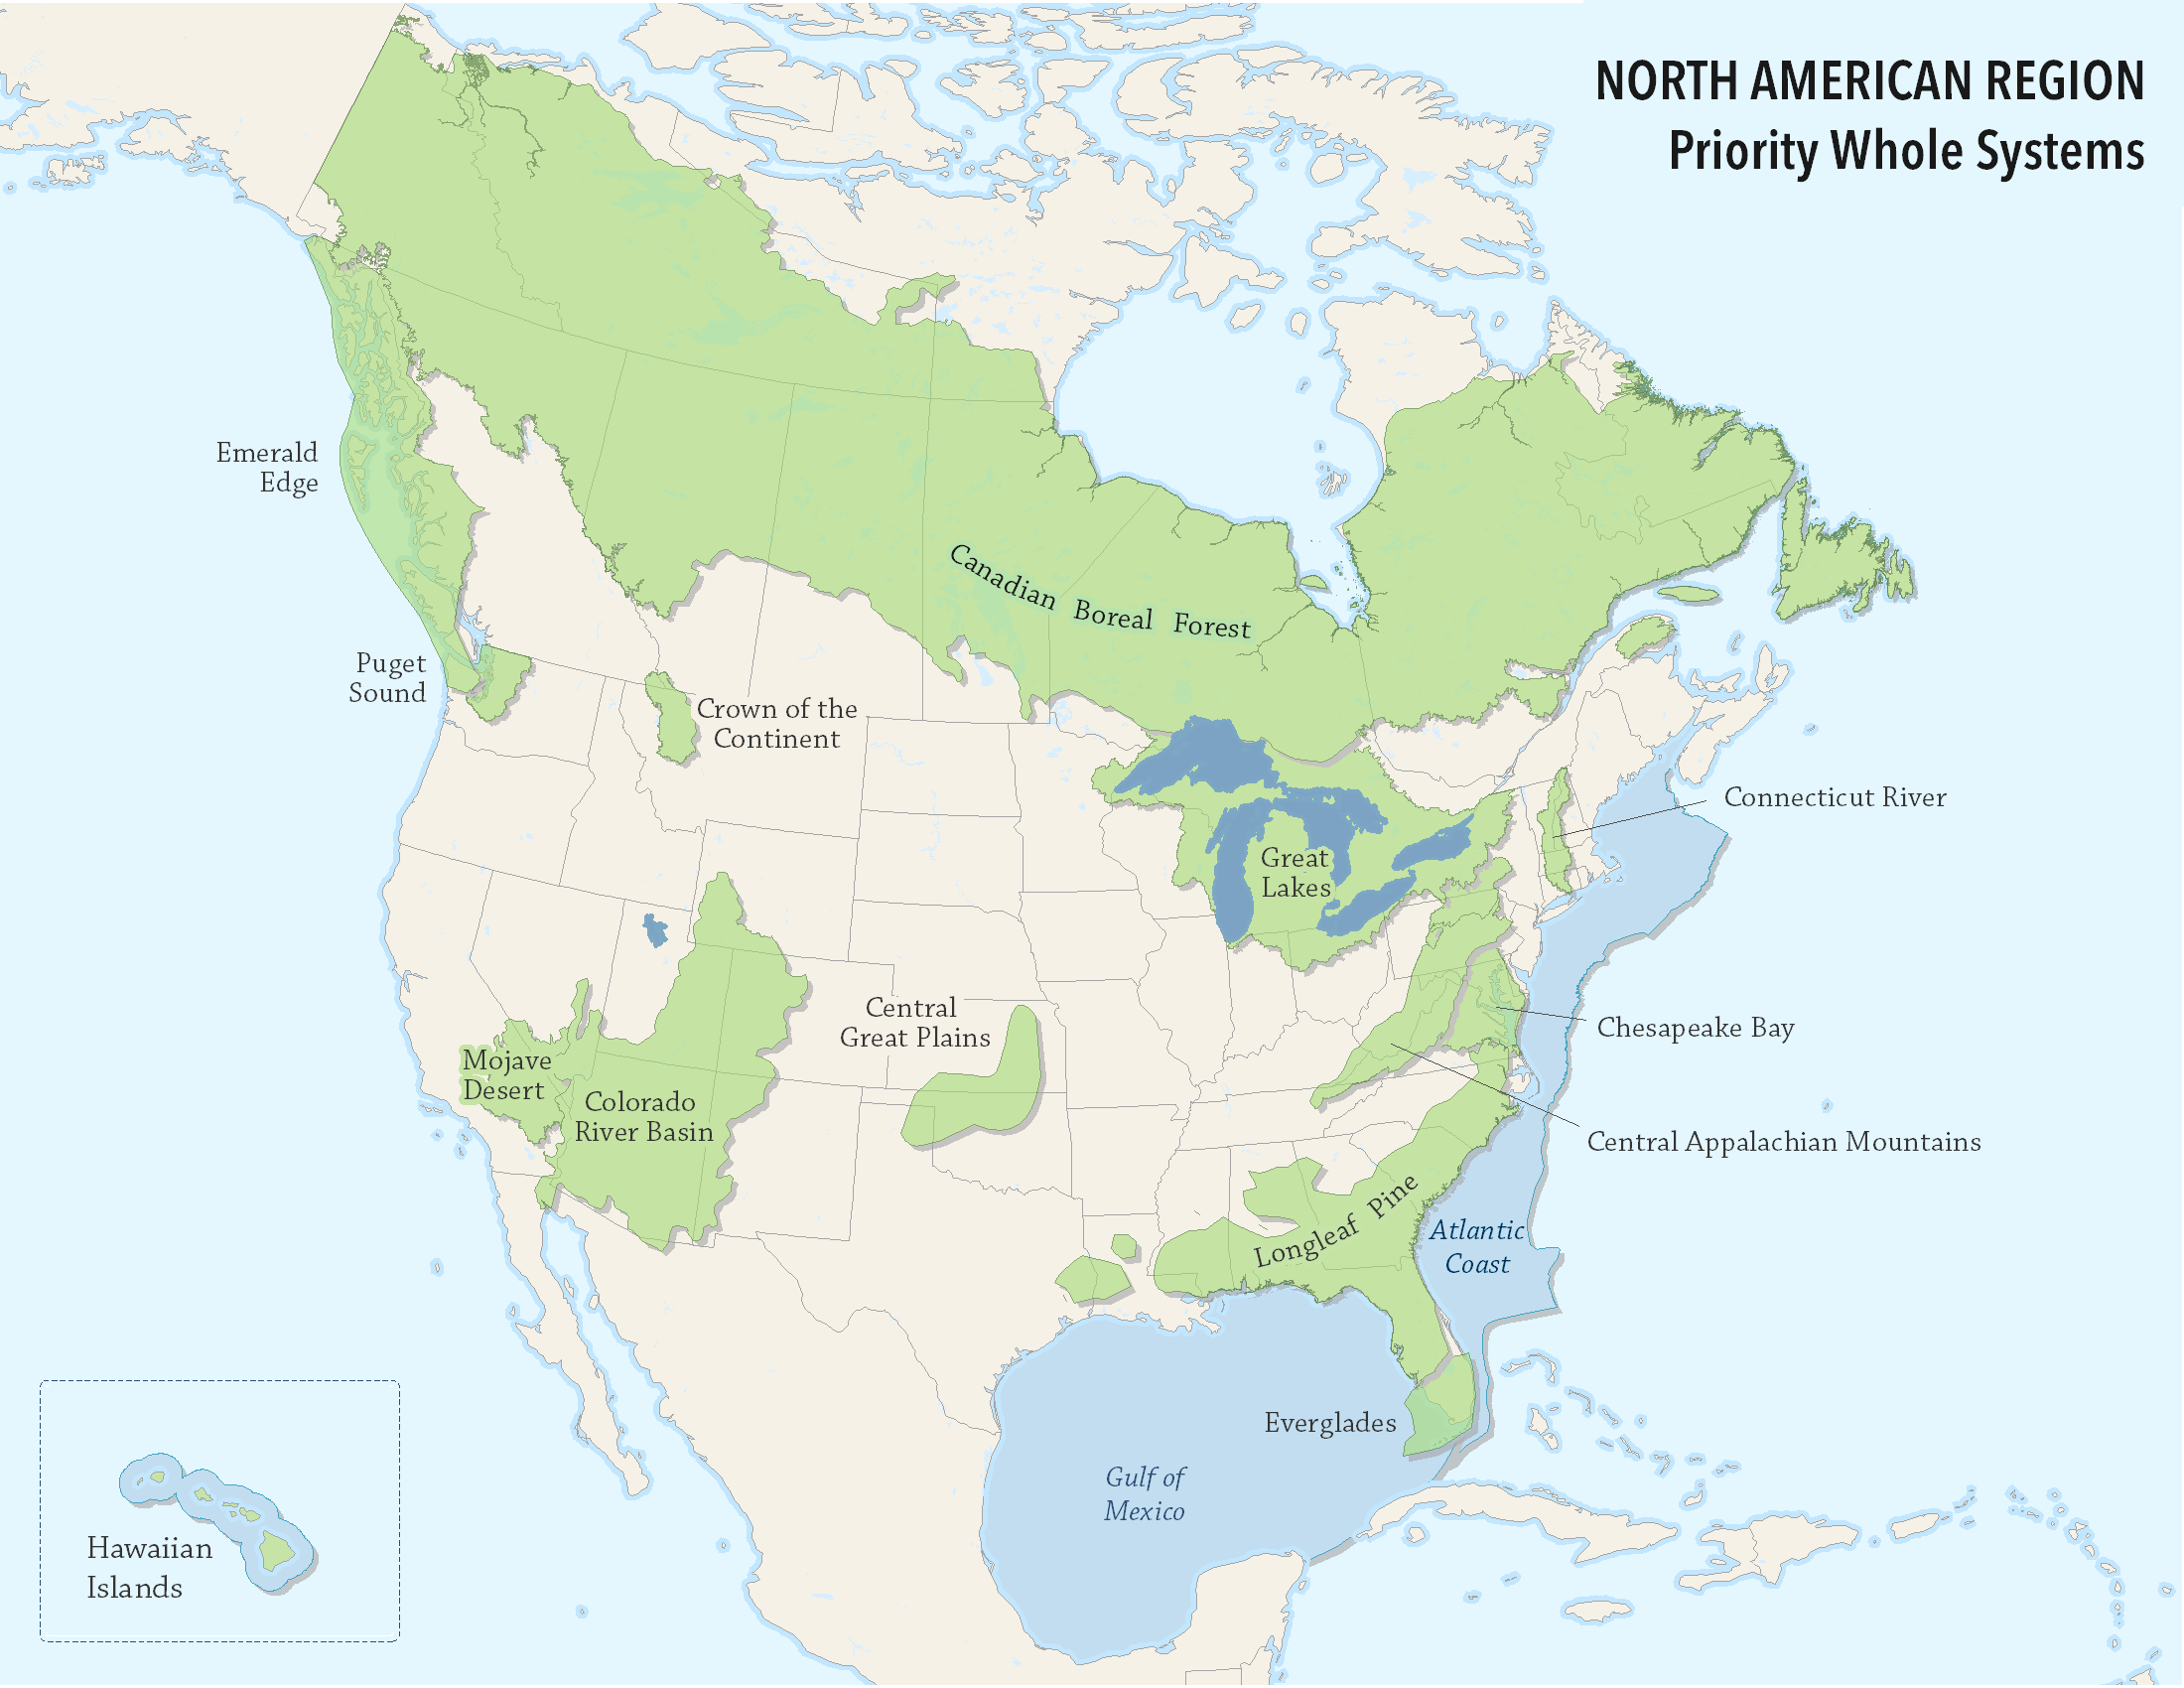 NORTH AMERICAN REGION
Priority Whole Systems
Emerald
Edge
Canadian Boreal Forest
Puget
Sound
Crown of the
Continent
Connecticut River
Great
Lakes
Central
Great Plains
Chesapeake Bay
Mojave
Desert
Colorado
River Basin
Central Appalachian Mountains
Longleaf Pine
Atlantic
Coast
Everglades
Gulf of
Mexico
Hawaiian
Islands